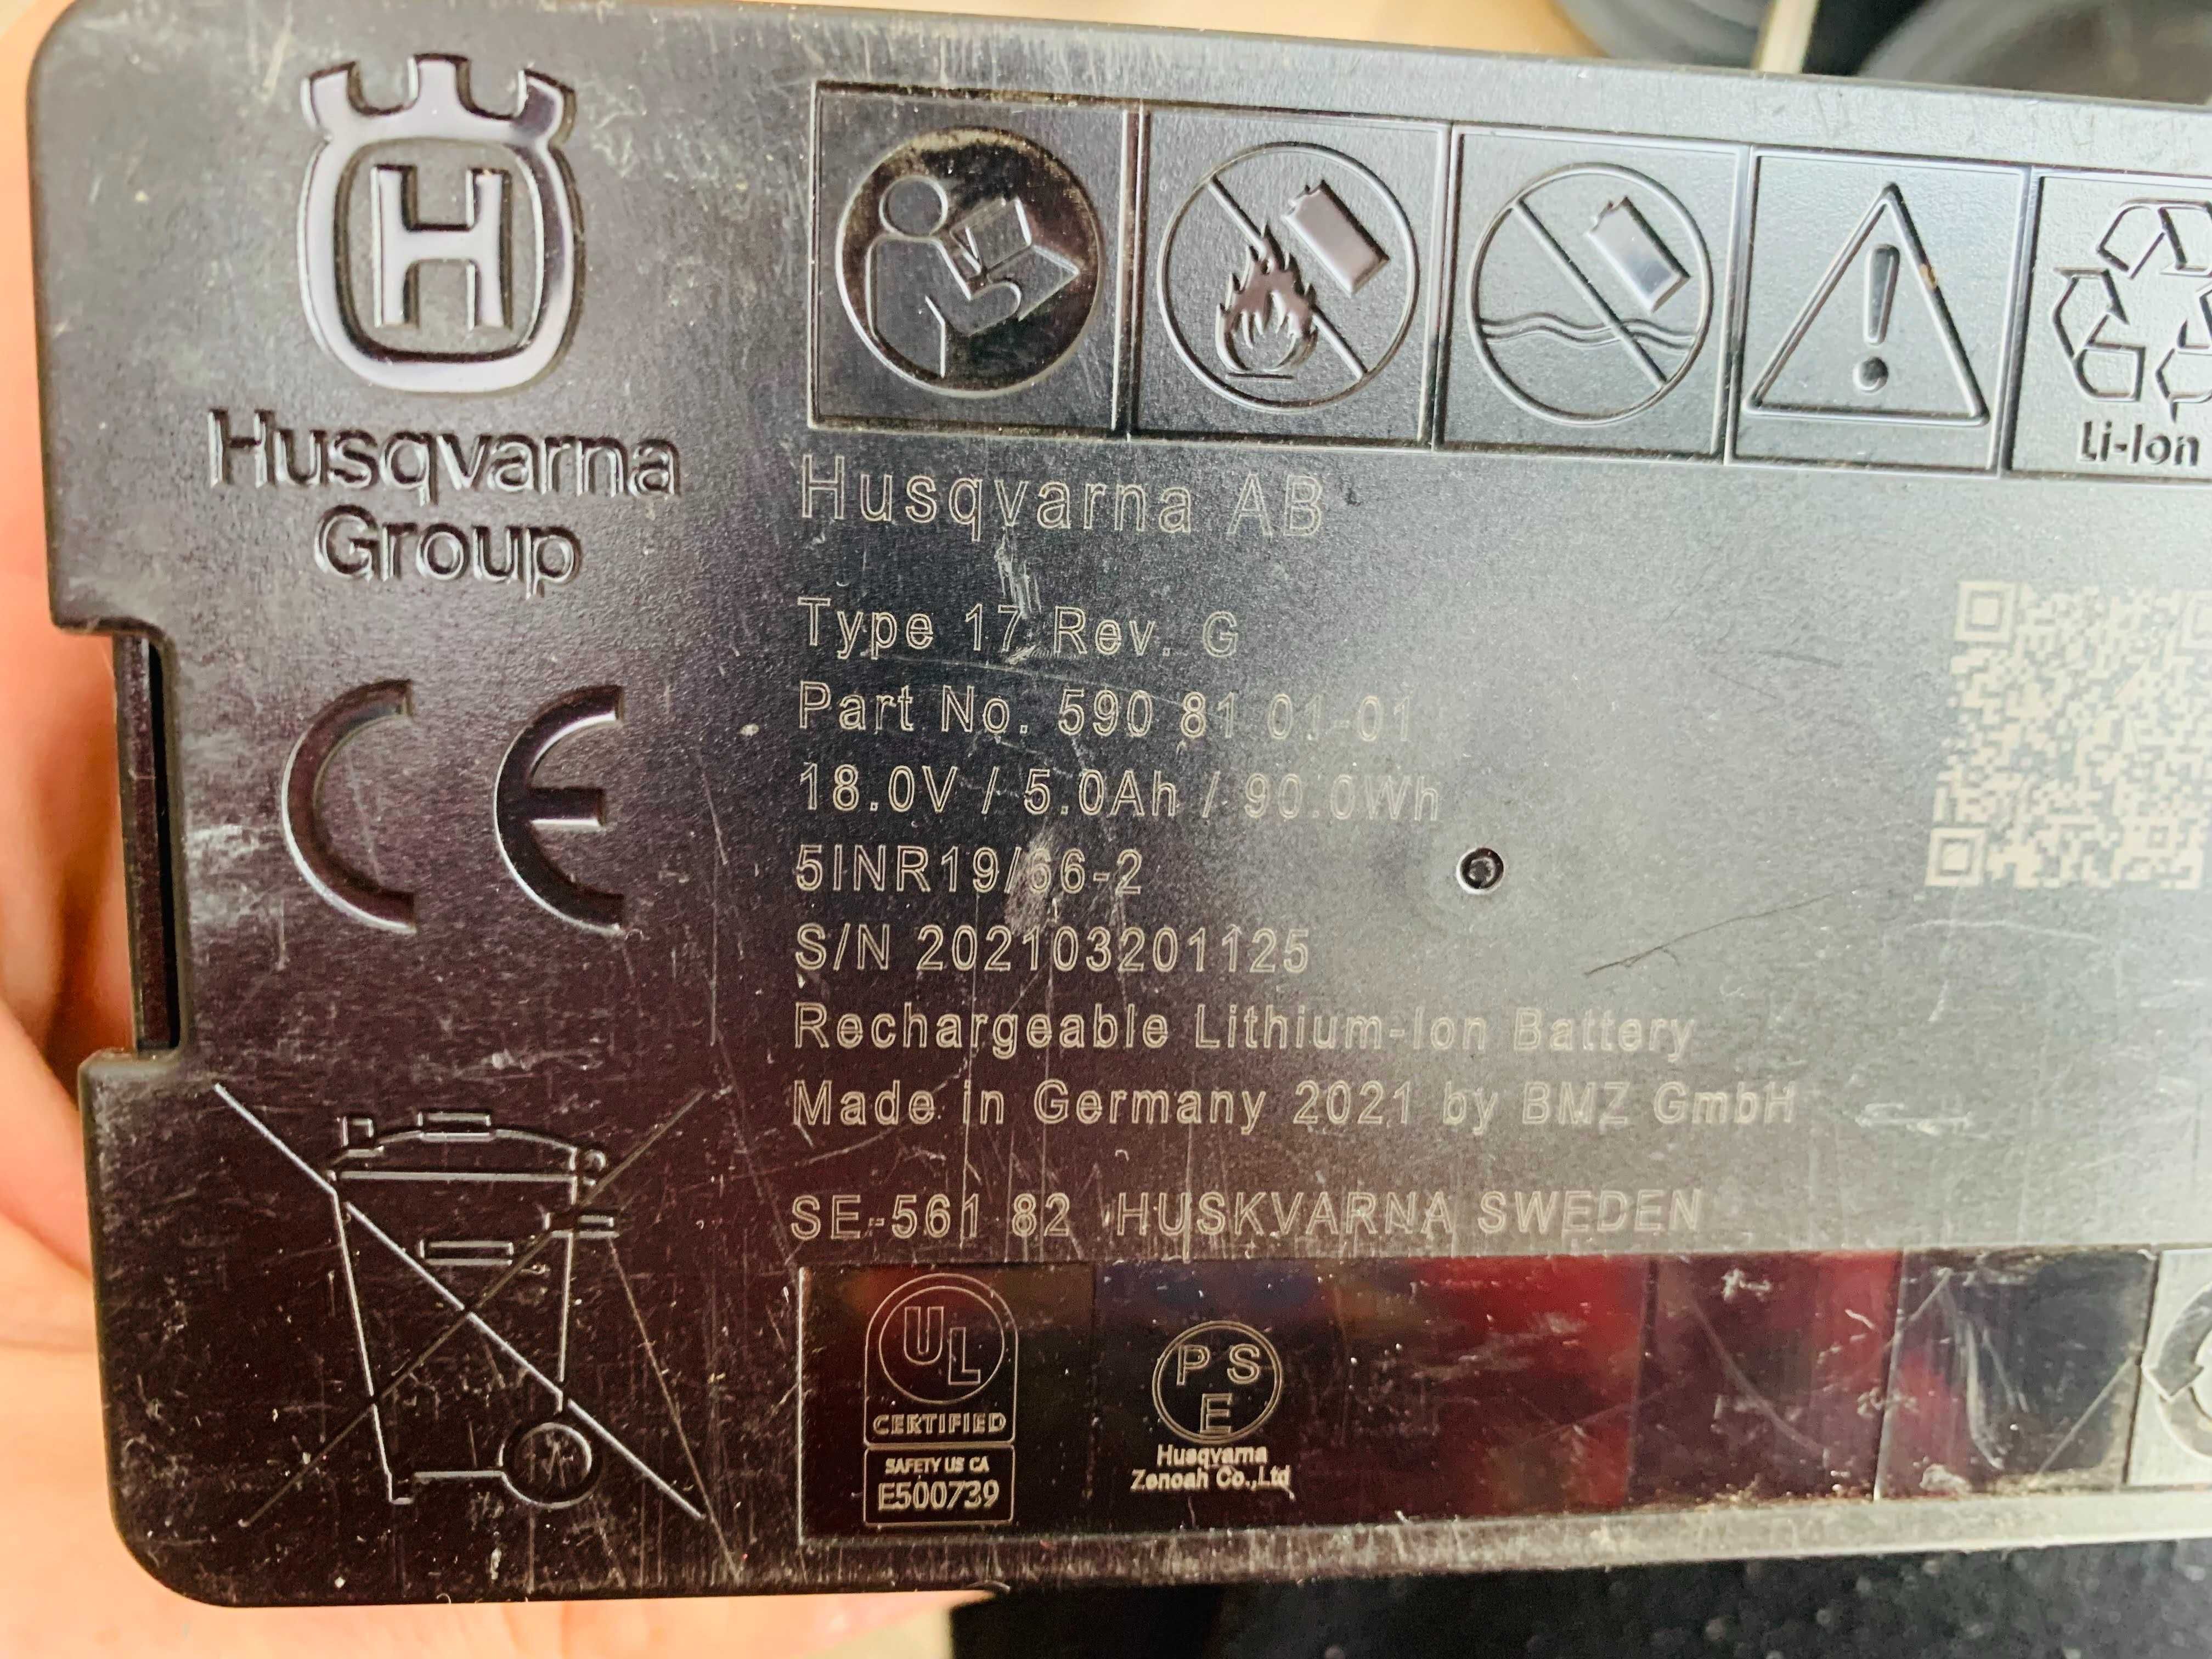 H
Husqvarna
Group
Li-Ion
Husqvarna AB
Type 17 Rev. G
Part No. 590 81 01-01
18.0V / 5.0Ah / 90.0Wh
5INR19/66-2
S/N 202103201125
Rechargeable Lithium-Ion Battery
Made in Germany 2021 by BMZ GmbH
SE-561 82 HUSKVARNA SWEDEN
CE
UL
CERTIFIED
SAFETY US CA
E500739
PS
E
Husqvarna
Zenoah Co.,Ltd